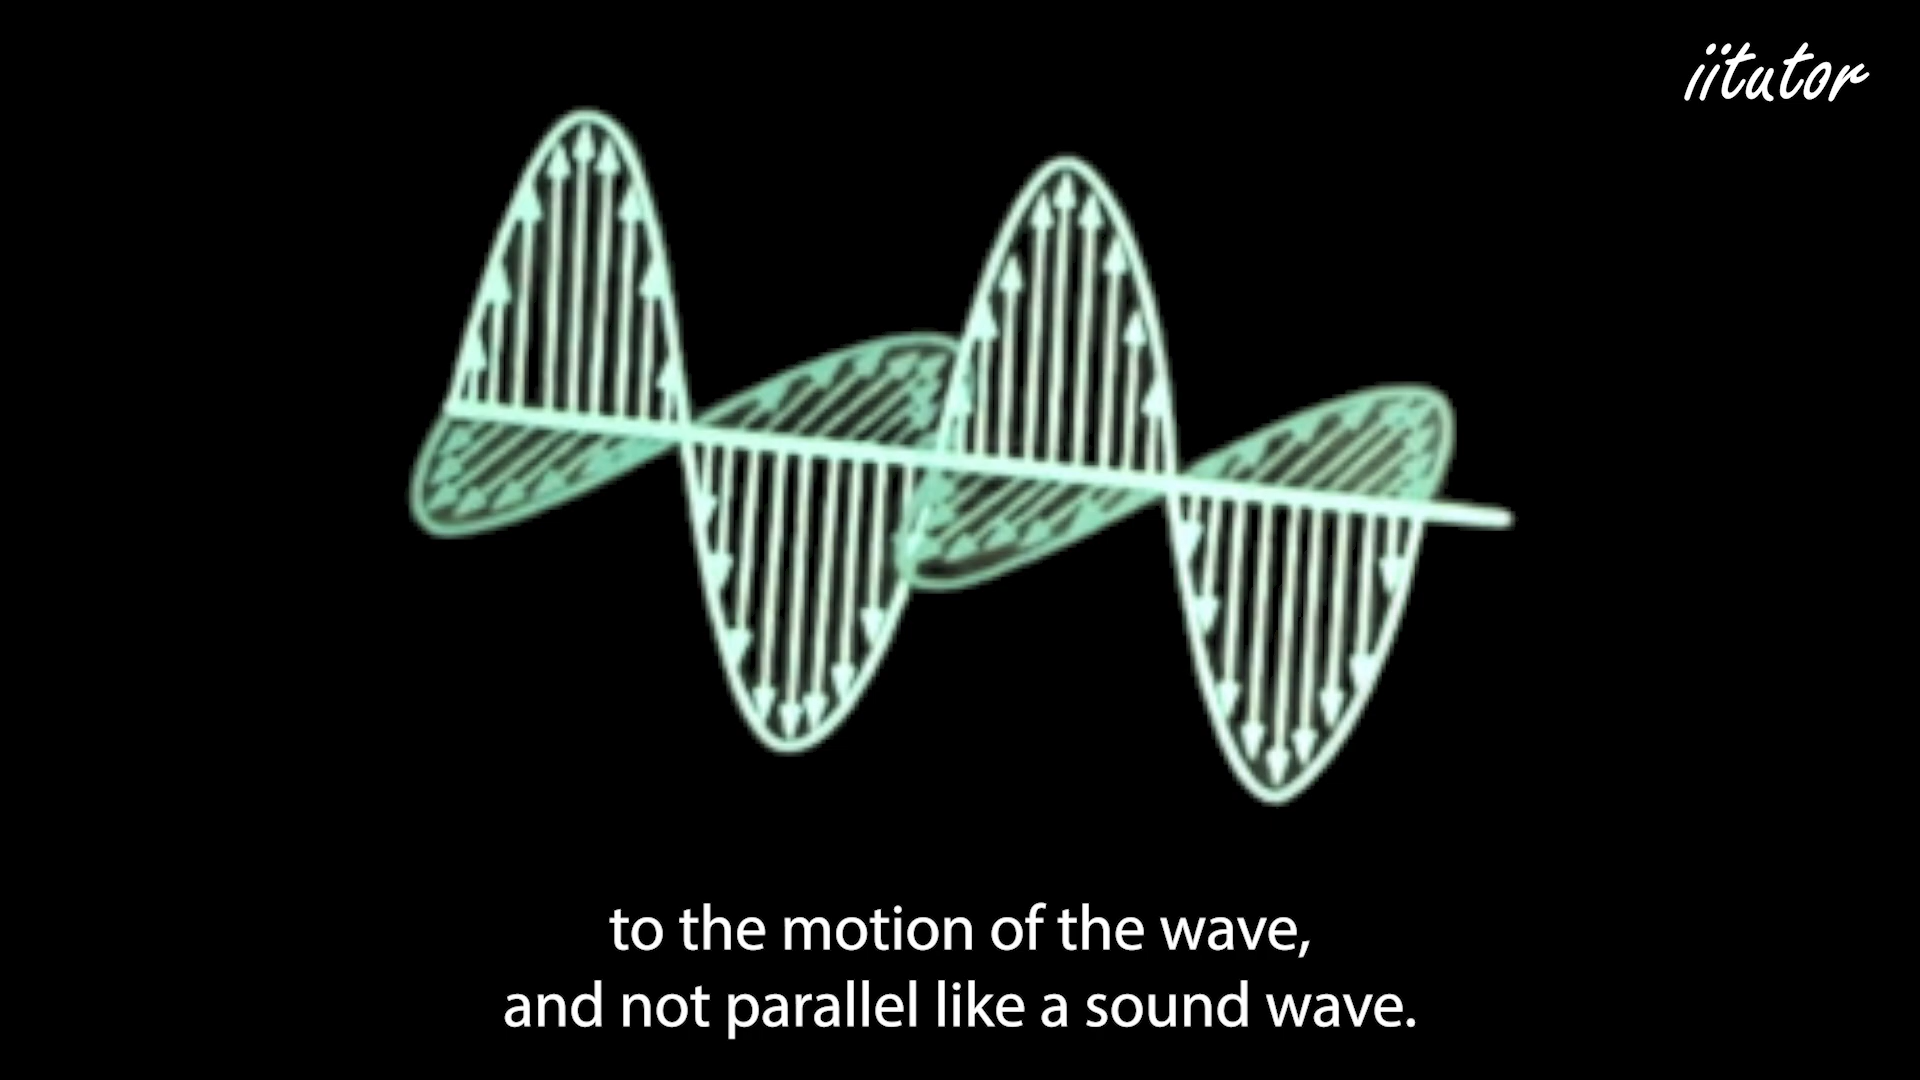 iitutor
to the motion of the wave,
and not parallel like a sound wave.